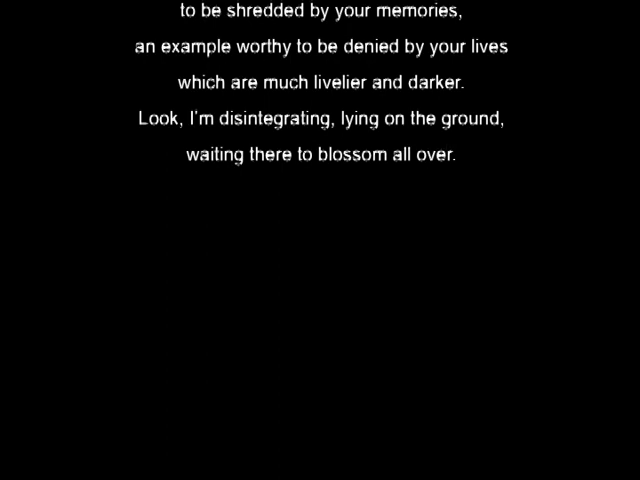 to be shredded by your memories,
an example worthy to be denied by your lives
which are much livelier and darker.
Look, I'm disintegrating, lying on the ground,
waiting there to blossom all over.